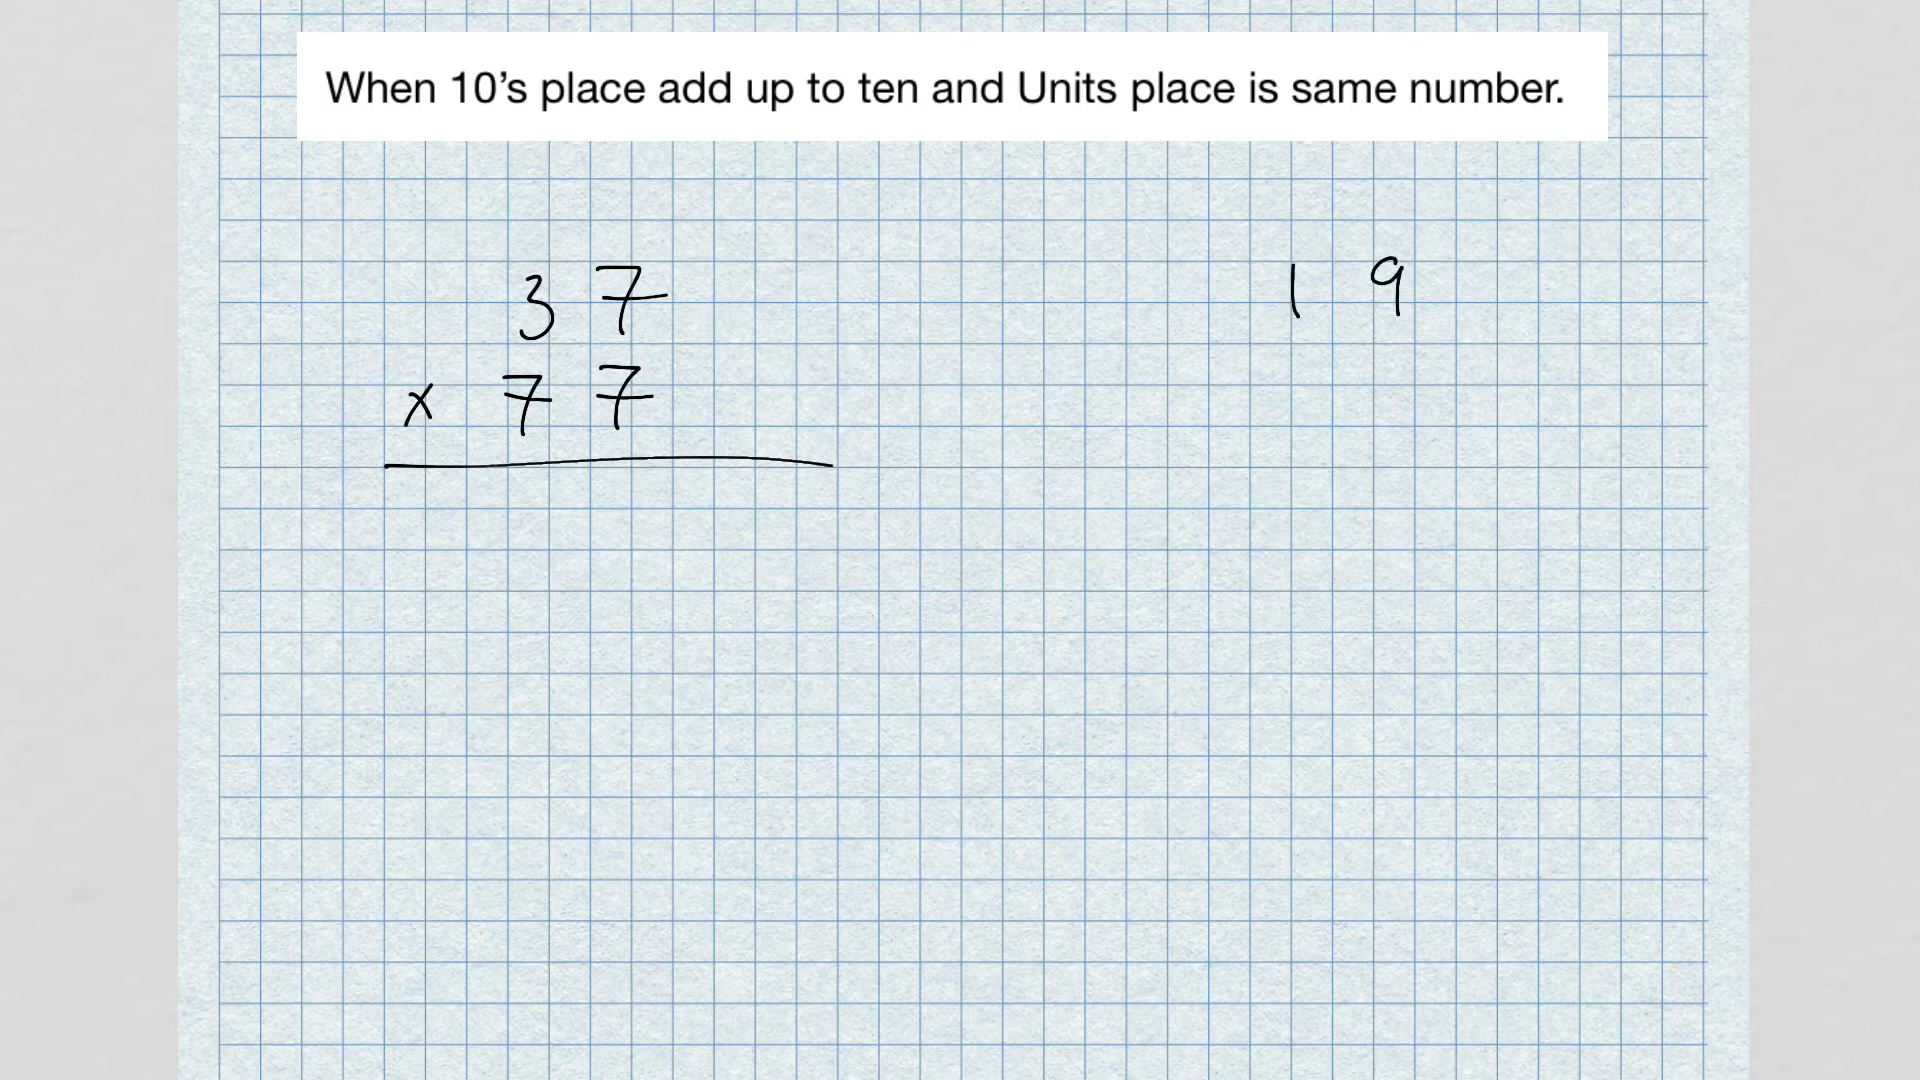 When 10’s place add up to ten and Units place is same number.
3 7
x 7 7
1 9